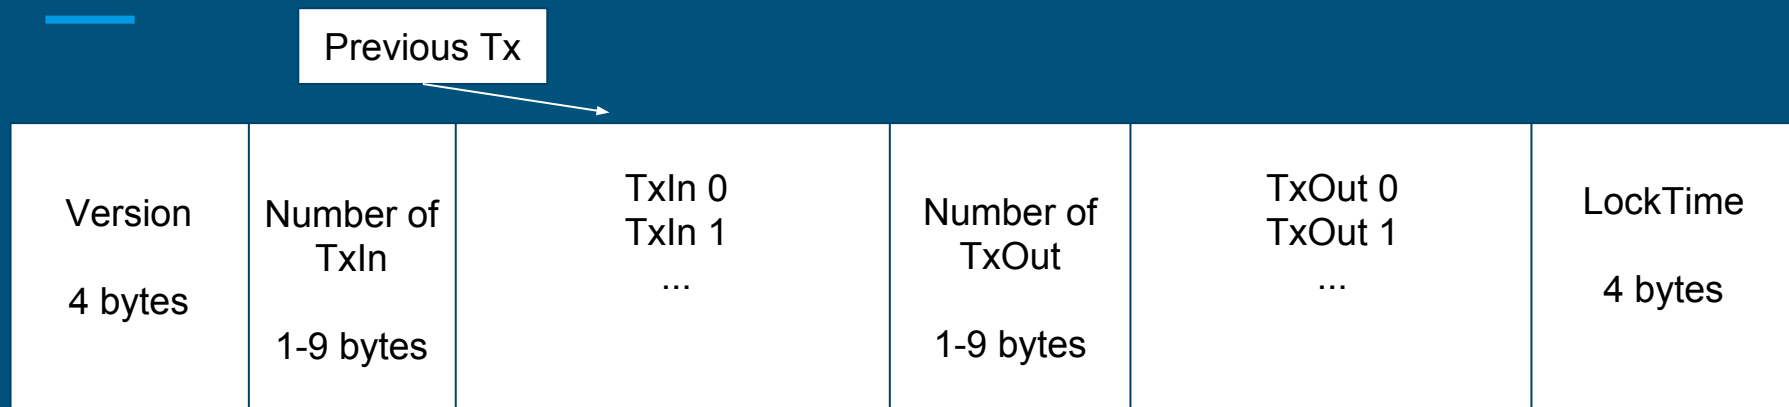 Previous Tx
Version
4 bytes
Number of
TxIn
1-9 bytes
TxIn 0
TxIn 1
...
Number of
TxOut
1-9 bytes
TxOut 0
TxOut 1
...
LockTime
4 bytes